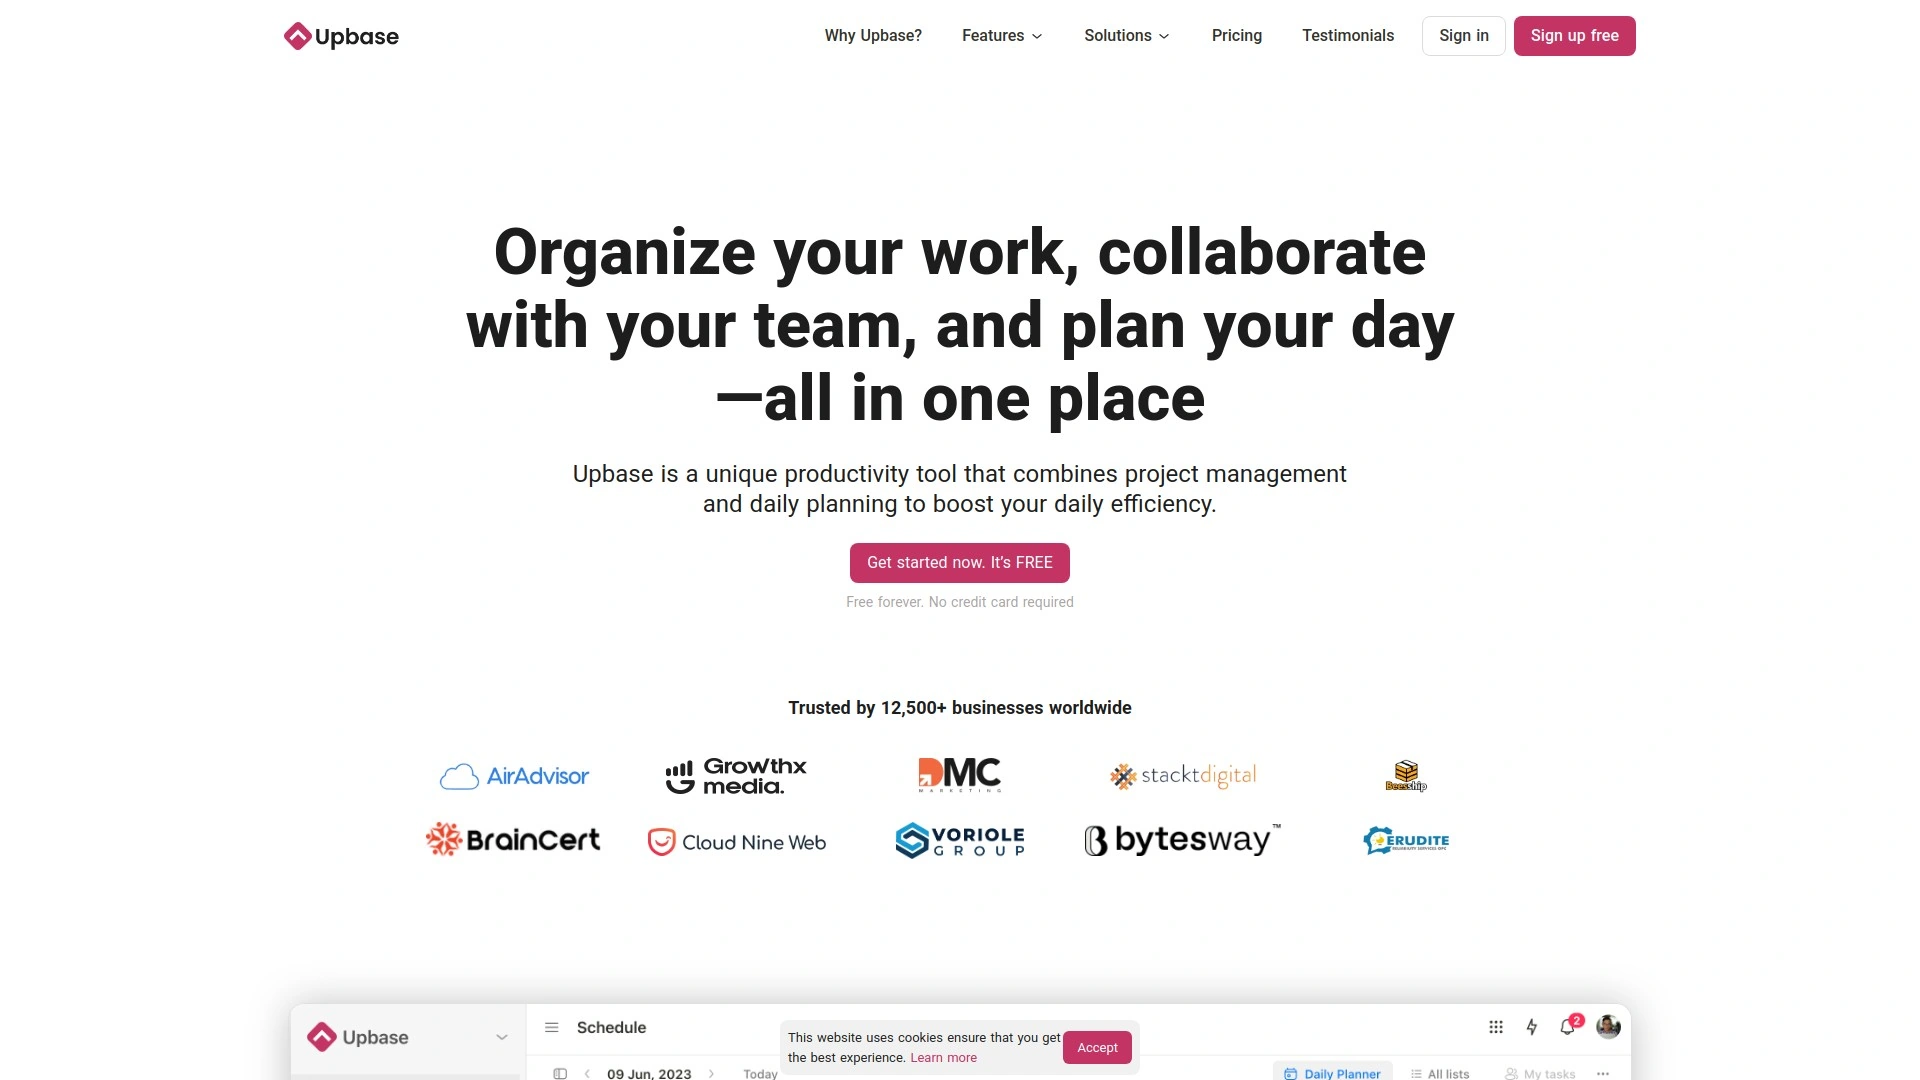 Upbase
Why Upbase?
Features
Solutions
Pricing
Testimonials
Sign in
Sign up free
Organize your work, collaborate
with your team, and plan your day
—all in one place
Upbase is a unique productivity tool that combines project management
and daily planning to boost your daily efficiency.
Get started now. It's FREE
Free forever. No credit card required
Trusted by 12,500+ businesses worldwide
AirAdvisor
Growthx
media.
DMC
MARKETING
stacktdigital
Beesship
BrainCert
Cloud Nine Web
VORIOLE
GROUP
bytesway™
ERUDITE
RELIABILITY SERVICES OPC
Upbase
Schedule
2
This website uses cookies ensure that you get
the best experience. Learn more
Accept
09 Jun, 2023
Today
Daily Planner
All lists
My tasks